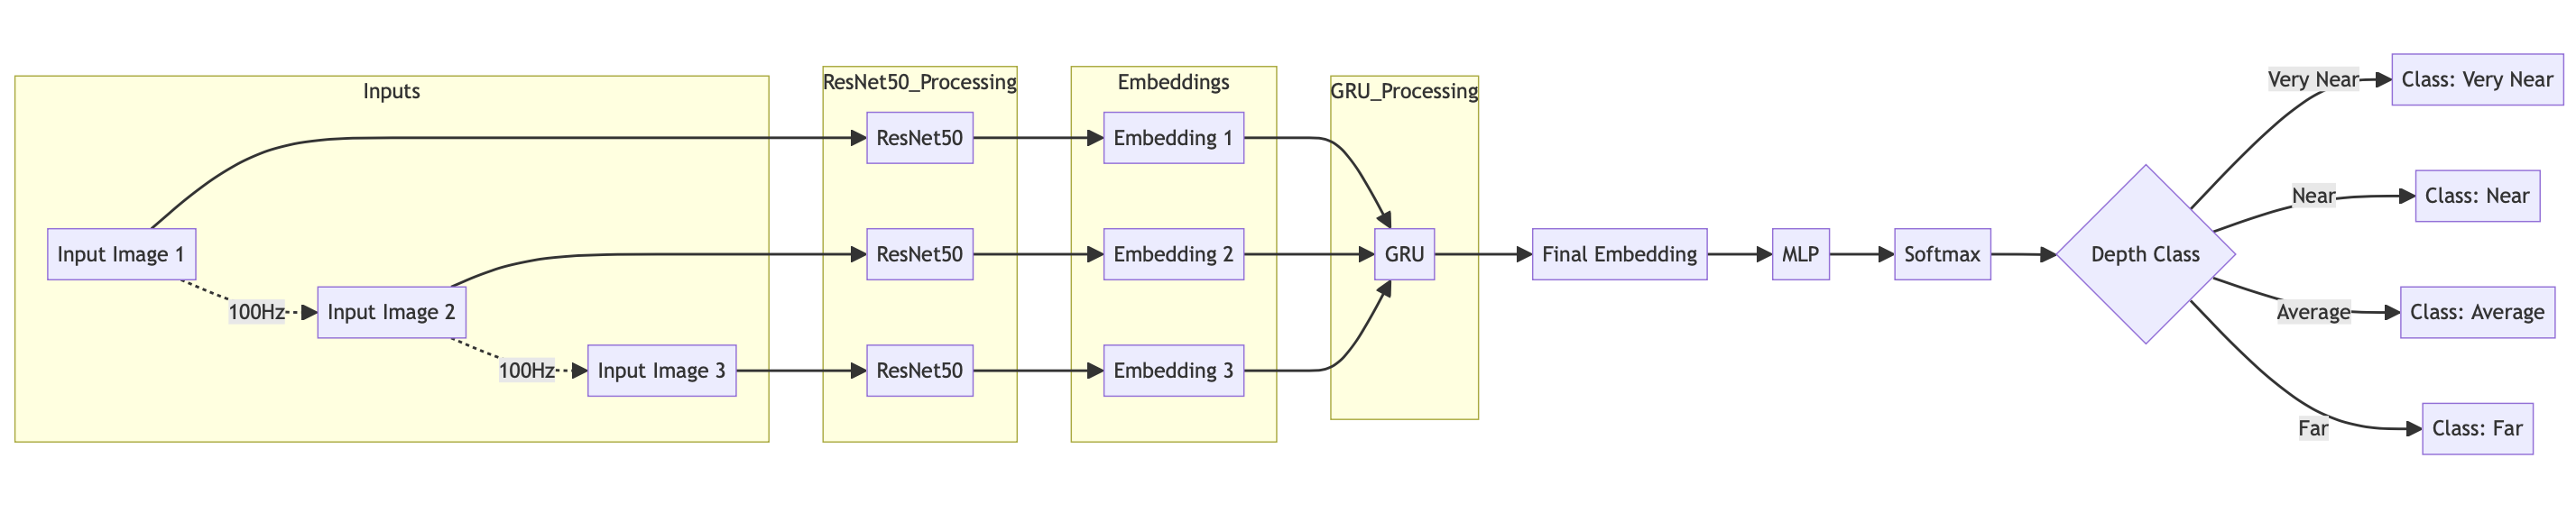 Inputs
Input Image 1
100Hz
Input Image 2
100Hz
Input Image 3
ResNet50_Processing
ResNet50
ResNet50
ResNet50
Embeddings
Embedding 1
Embedding 2
Embedding 3
GRU_Processing
GRU
Final Embedding
MLP
Softmax
Depth Class
Very Near
Class: Very Near
Near
Class: Near
Average
Class: Average
Far
Class: Far